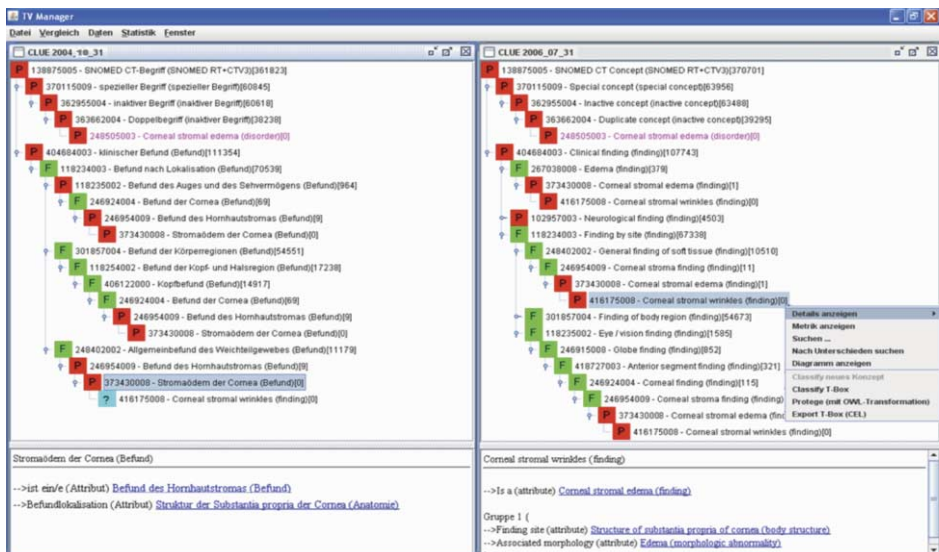 TV Manager
Datei Vergleich Daten Statistik Fenster
CLUE 2004_10_31
P 138875005 - SNOMED CT-Begriff (SNOMED RT+CTV3)[361823]
P 370115009 - spezieller Begriff (spezieller Begriff)[60845]
P 362955004 - inaktiver Begriff (inaktiver Begriff)[60618]
P 363662004 - Doppelbegriff (inaktiver Begriff)[38238]
P 248505003 - Corneal stromal edema (disorder)[0]
P 404684003 - klinischer Befund (Befund)[111354]
F 118234003 - Befund nach Lokalisation (Befund)[70539]
P 118235002 - Befund des Auges und des Sehvermögens (Befund)[964]
F 246924004 - Befund der Cornea (Befund)[69]
P 246954009 - Befund des Hornhautstromas (Befund)[9]
P 373430008 - Stromaödem der Cornea (Befund)[0]
F 301857004 - Befund der Körperregionen (Befund)[54551]
F 118254002 - Befund der Kopf- und Halsregion (Befund)[17238]
F 406122000 - Kopfbefund (Befund)[14917]
F 246924004 - Befund der Cornea (Befund)[69]
P 246954009 - Befund des Hornhautstromas (Befund)[9]
P 373430008 - Stromaödem der Cornea (Befund)[0]
F 248402002 - Allgemeinbefund des Weichteilgewebes (Befund)[11179]
P 246954009 - Befund des Hornhautstromas (Befund)[9]
P 373430008 - Stromaödem der Cornea (Befund)[0]
? 416175008 - Corneal stromal wrinkles (finding)[0]
Stromaödem der Cornea (Befund)
-->ist ein/e (Attribut) Befund des Hornhautstromas (Befund)
-->Befundlokalisation (Attribut) Struktur der Substantia propria der Cornea (Anatomie)
CLUE 2006_07_31
P 138875005 - SNOMED CT Concept (SNOMED RT+CTV3)[370701]
P 370115009 - Special concept (special concept)[63956]
P 362955004 - Inactive concept (inactive concept)[63488]
P 363662004 - Duplicate concept (inactive concept)[39295]
P 248505003 - Corneal stromal edema (disorder)[0]
P 404684003 - Clinical finding (finding)[107743]
F 267038008 - Edema (finding)[379]
P 373430008 - Corneal stromal edema (finding)[1]
P 416175008 - Corneal stromal wrinkles (finding)[0]
P 102957003 - Neurological finding (finding)[4503]
F 118234003 - Finding by site (finding)[67338]
F 248402002 - General finding of soft tissue (finding)[10510]
F 246954009 - Corneal stroma finding (finding)[11]
P 373430008 - Corneal stromal edema (finding)[1]
P 416175008 - Corneal stromal wrinkles (finding)[0]
F 301857004 - Finding of body region (finding)[54673]
F 118235002 - Eye / vision finding (finding)[1585]
F 246915008 - Globe finding (finding)[852]
F 418727003 - Anterior segment finding (finding)[321]
F 246924004 - Corneal finding (finding)[115]
F 246954009 - Corneal stroma finding (finding)
P 373430008 - Corneal stromal edema (finc
P 416175008 - Corneal stromal wrinkles (finding)[0]
Details anzeigen
Metrik anzeigen
Suchen ...
Nach Unterschieden suchen
Diagramm anzeigen
Classify neues Konzept
Classify T-Box
Protege (mit OWL-Transformation)
Export T-Box (CEL)
Corneal stromal wrinkles (finding)
-->Is a (attribute) Corneal stromal edema (finding)
Gruppe 1 (
-->Finding site (attribute) Structure of substantia propria of cornea (body structure)
-->Associated morphology (attribute) Edema (morphologic abnormality)